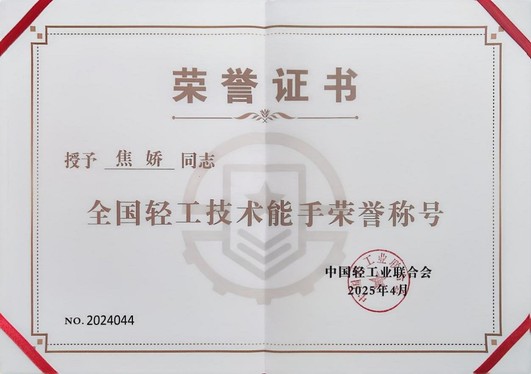 荣誉证书
授予 焦娇 同志
全国轻工技术能手荣誉称号
中国轻工业联合会
2025年4月
NO. 2024044